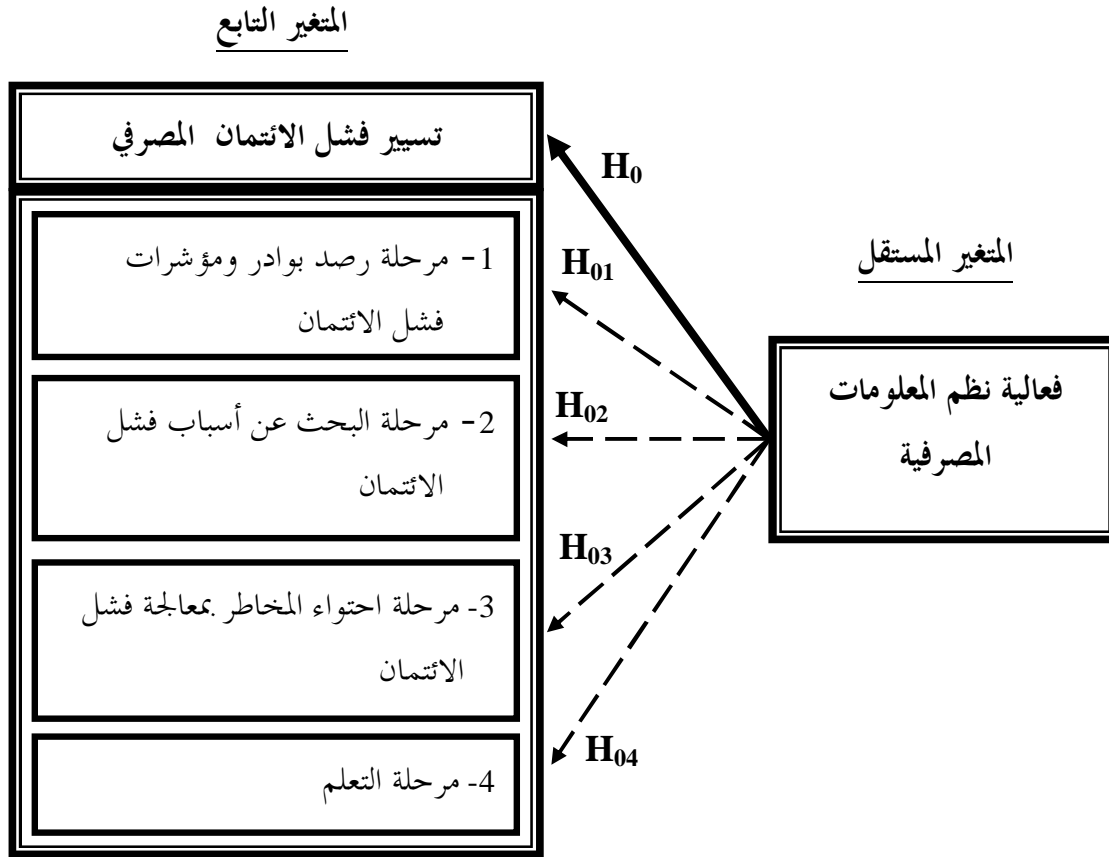 المتغير التابع
تسيير فشل الائتمان المصرفي
H0
1- مرحلة رصد بوادر ومؤشرات
فشل الائتمان
H01
المتغير المستقل
فعالية نظم المعلومات
المصرفية
2- مرحلة البحث عن أسباب فشل
الائتمان
H02
3- مرحلة احتواء المخاطر بمعالجة فشل
الائتمان
H03
4- مرحلة التعلم
H04